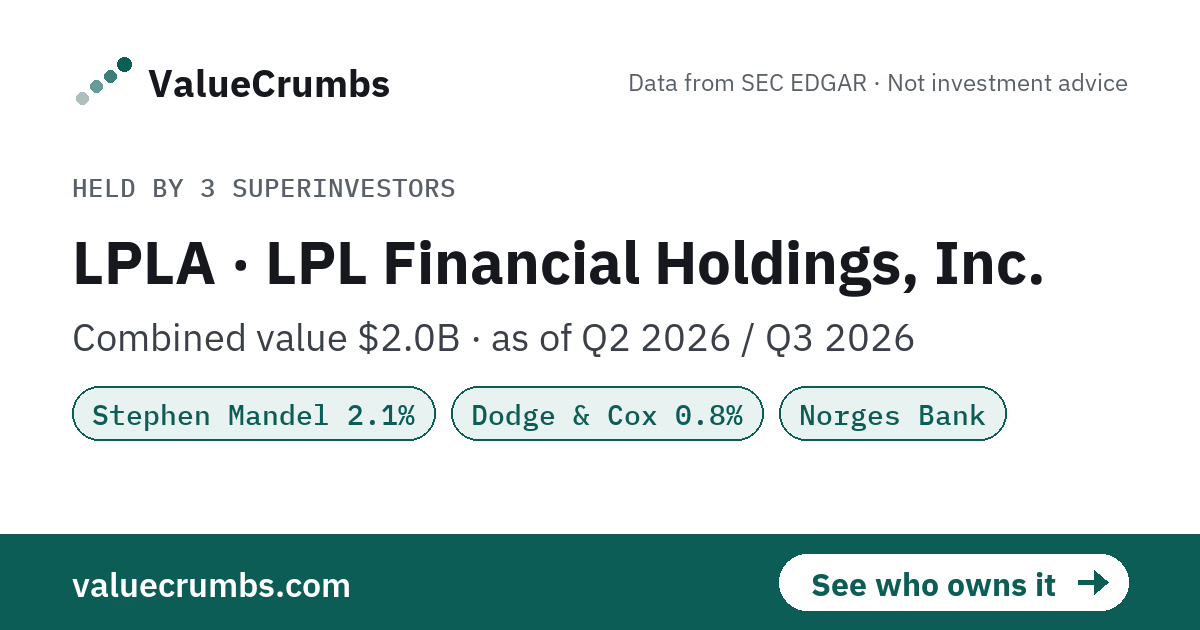 ValueCrumbs
Data from SEC EDGAR · Not investment advice
HELD BY 3 SUPERINVESTORS
LPLA · LPL Financial Holdings, Inc.
Combined value $2.0B · as of Q2 2026 / Q3 2026
Stephen Mandel 2.1%
Dodge & Cox 0.8%
Norges Bank
valuecrumbs.com
See who owns it →